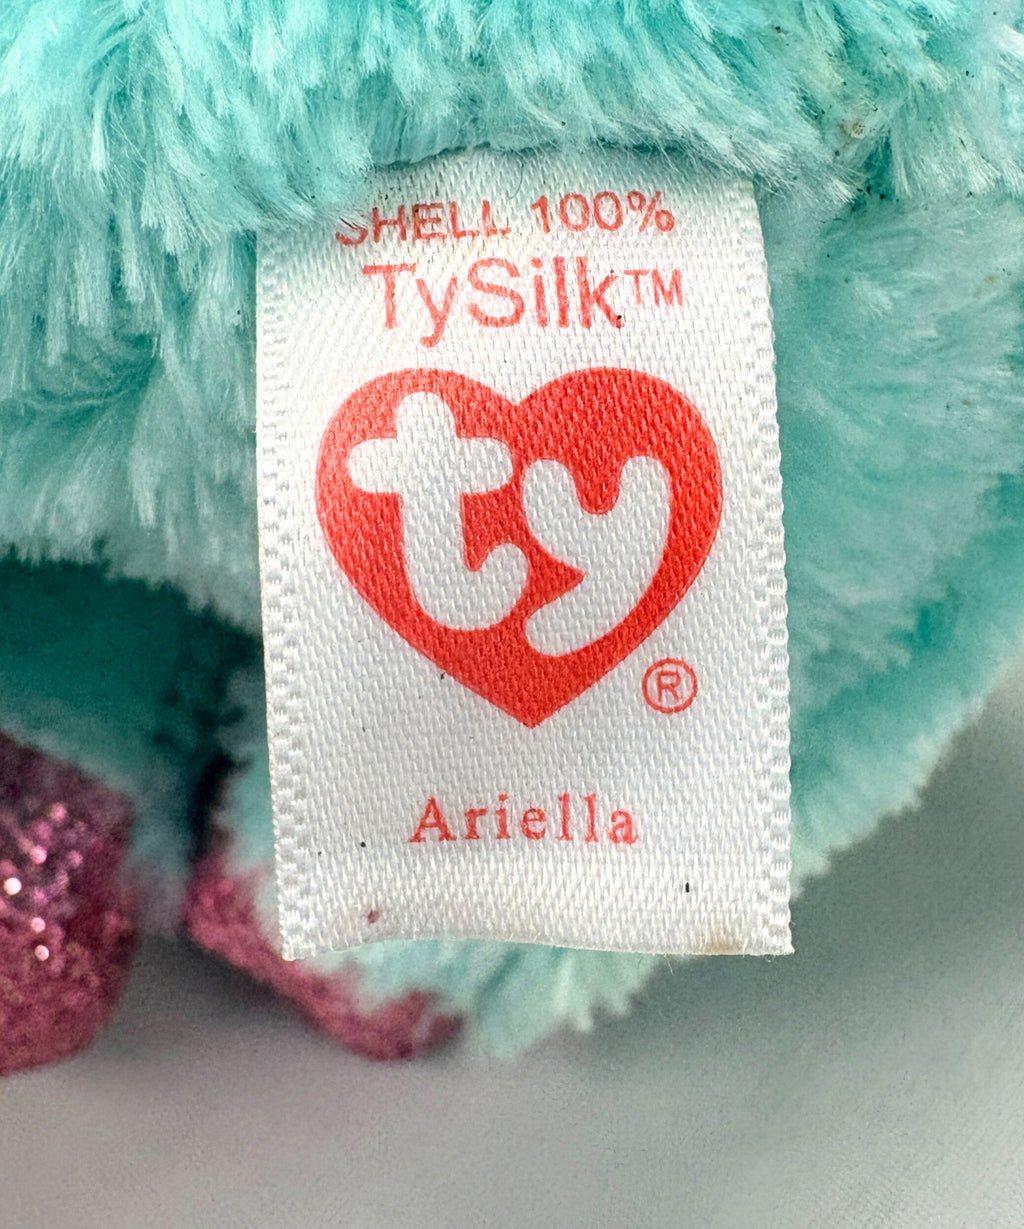 SHELL 100%
TySilk™
ty
®
Ariella